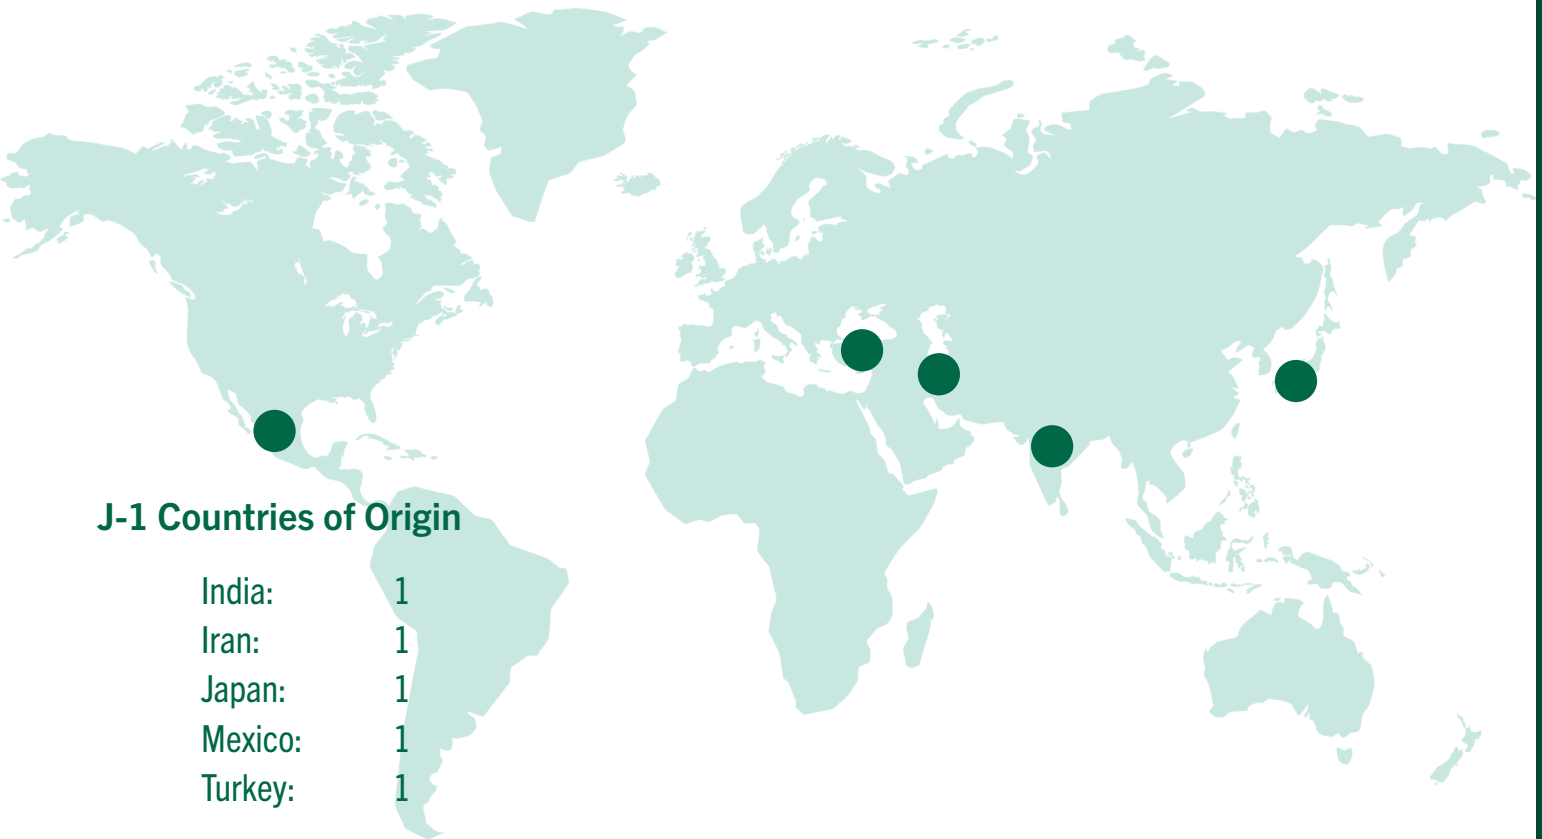 J-1 Countries of Origin
India: 1
Iran: 1
Japan: 1
Mexico: 1
Turkey: 1